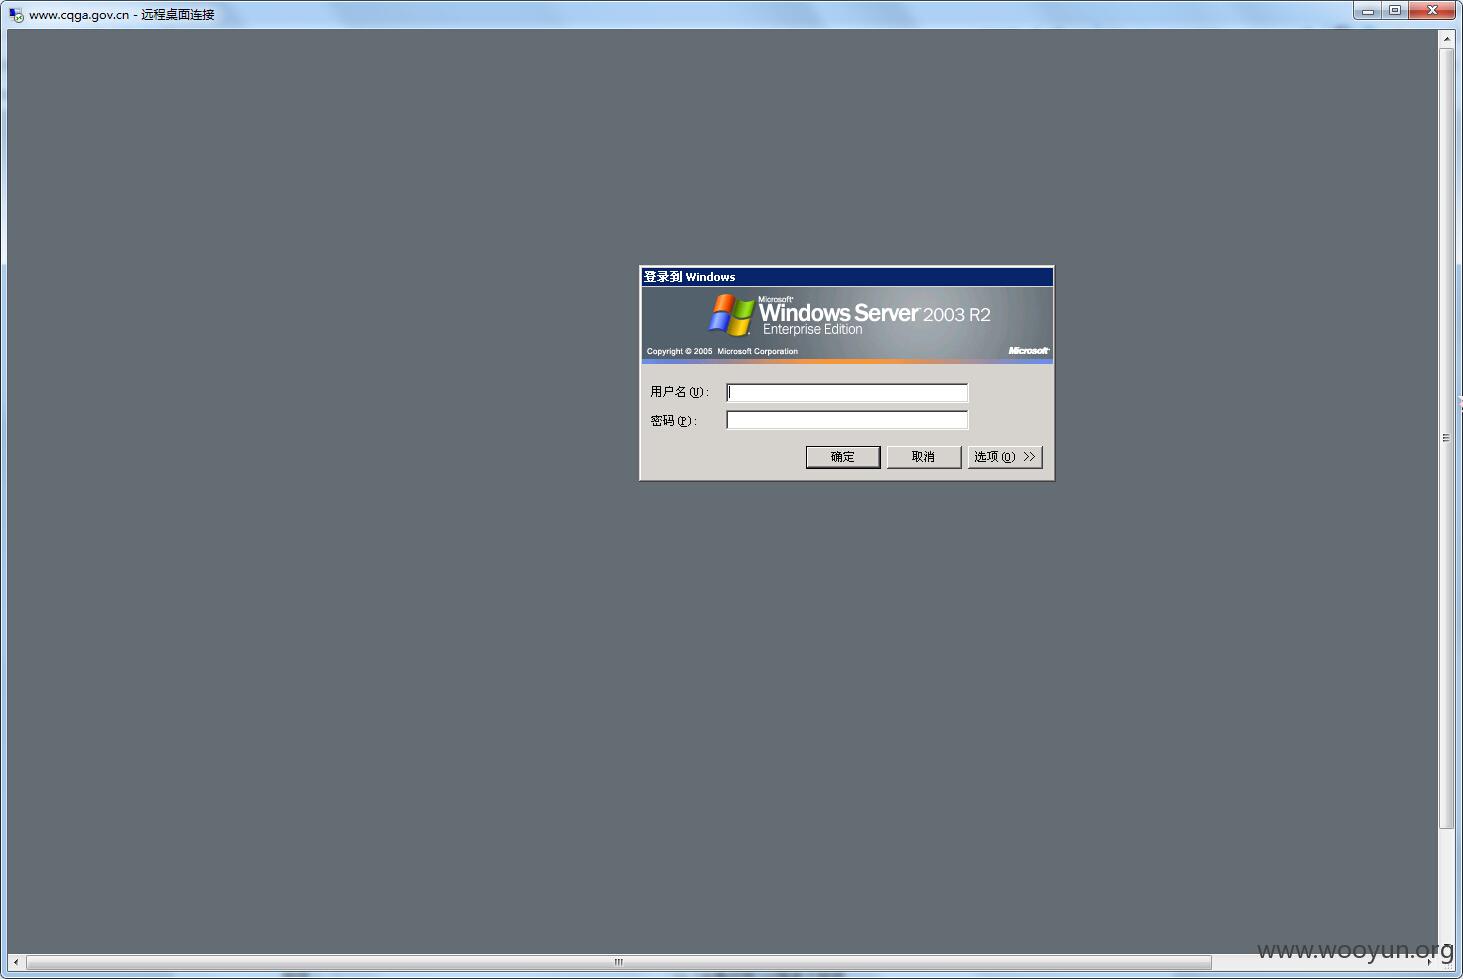 www.cqga.gov.cn - 远程桌面连接
登录到 Windows
Microsoft
Windows Server 2003 R2
Enterprise Edition
Copyright © 2005 Microsoft Corporation
Microsoft
用户名(U):
密码(P):
确定
取消
选项(O) >>
www.wooyun.org